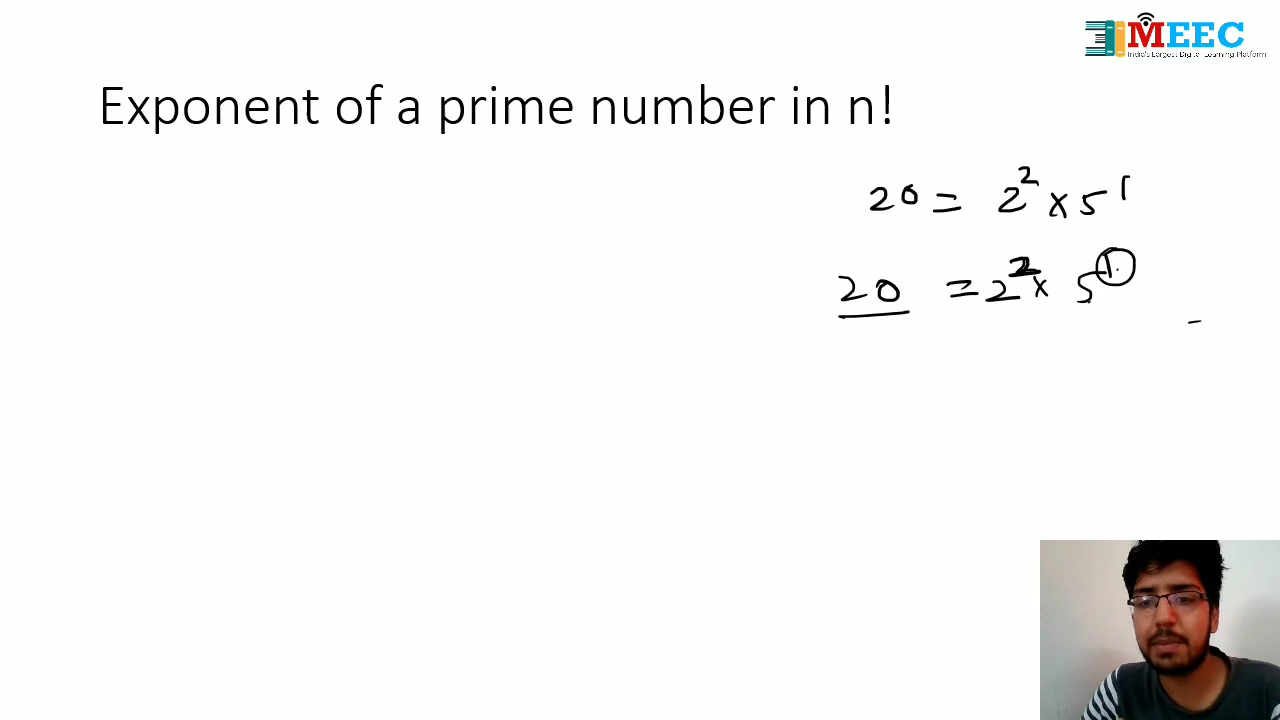 MEEC
India's Largest Digital Learning Platform
Exponent of a prime number in n!
20 = 2² × 5¹
20 = 2² × 5¹